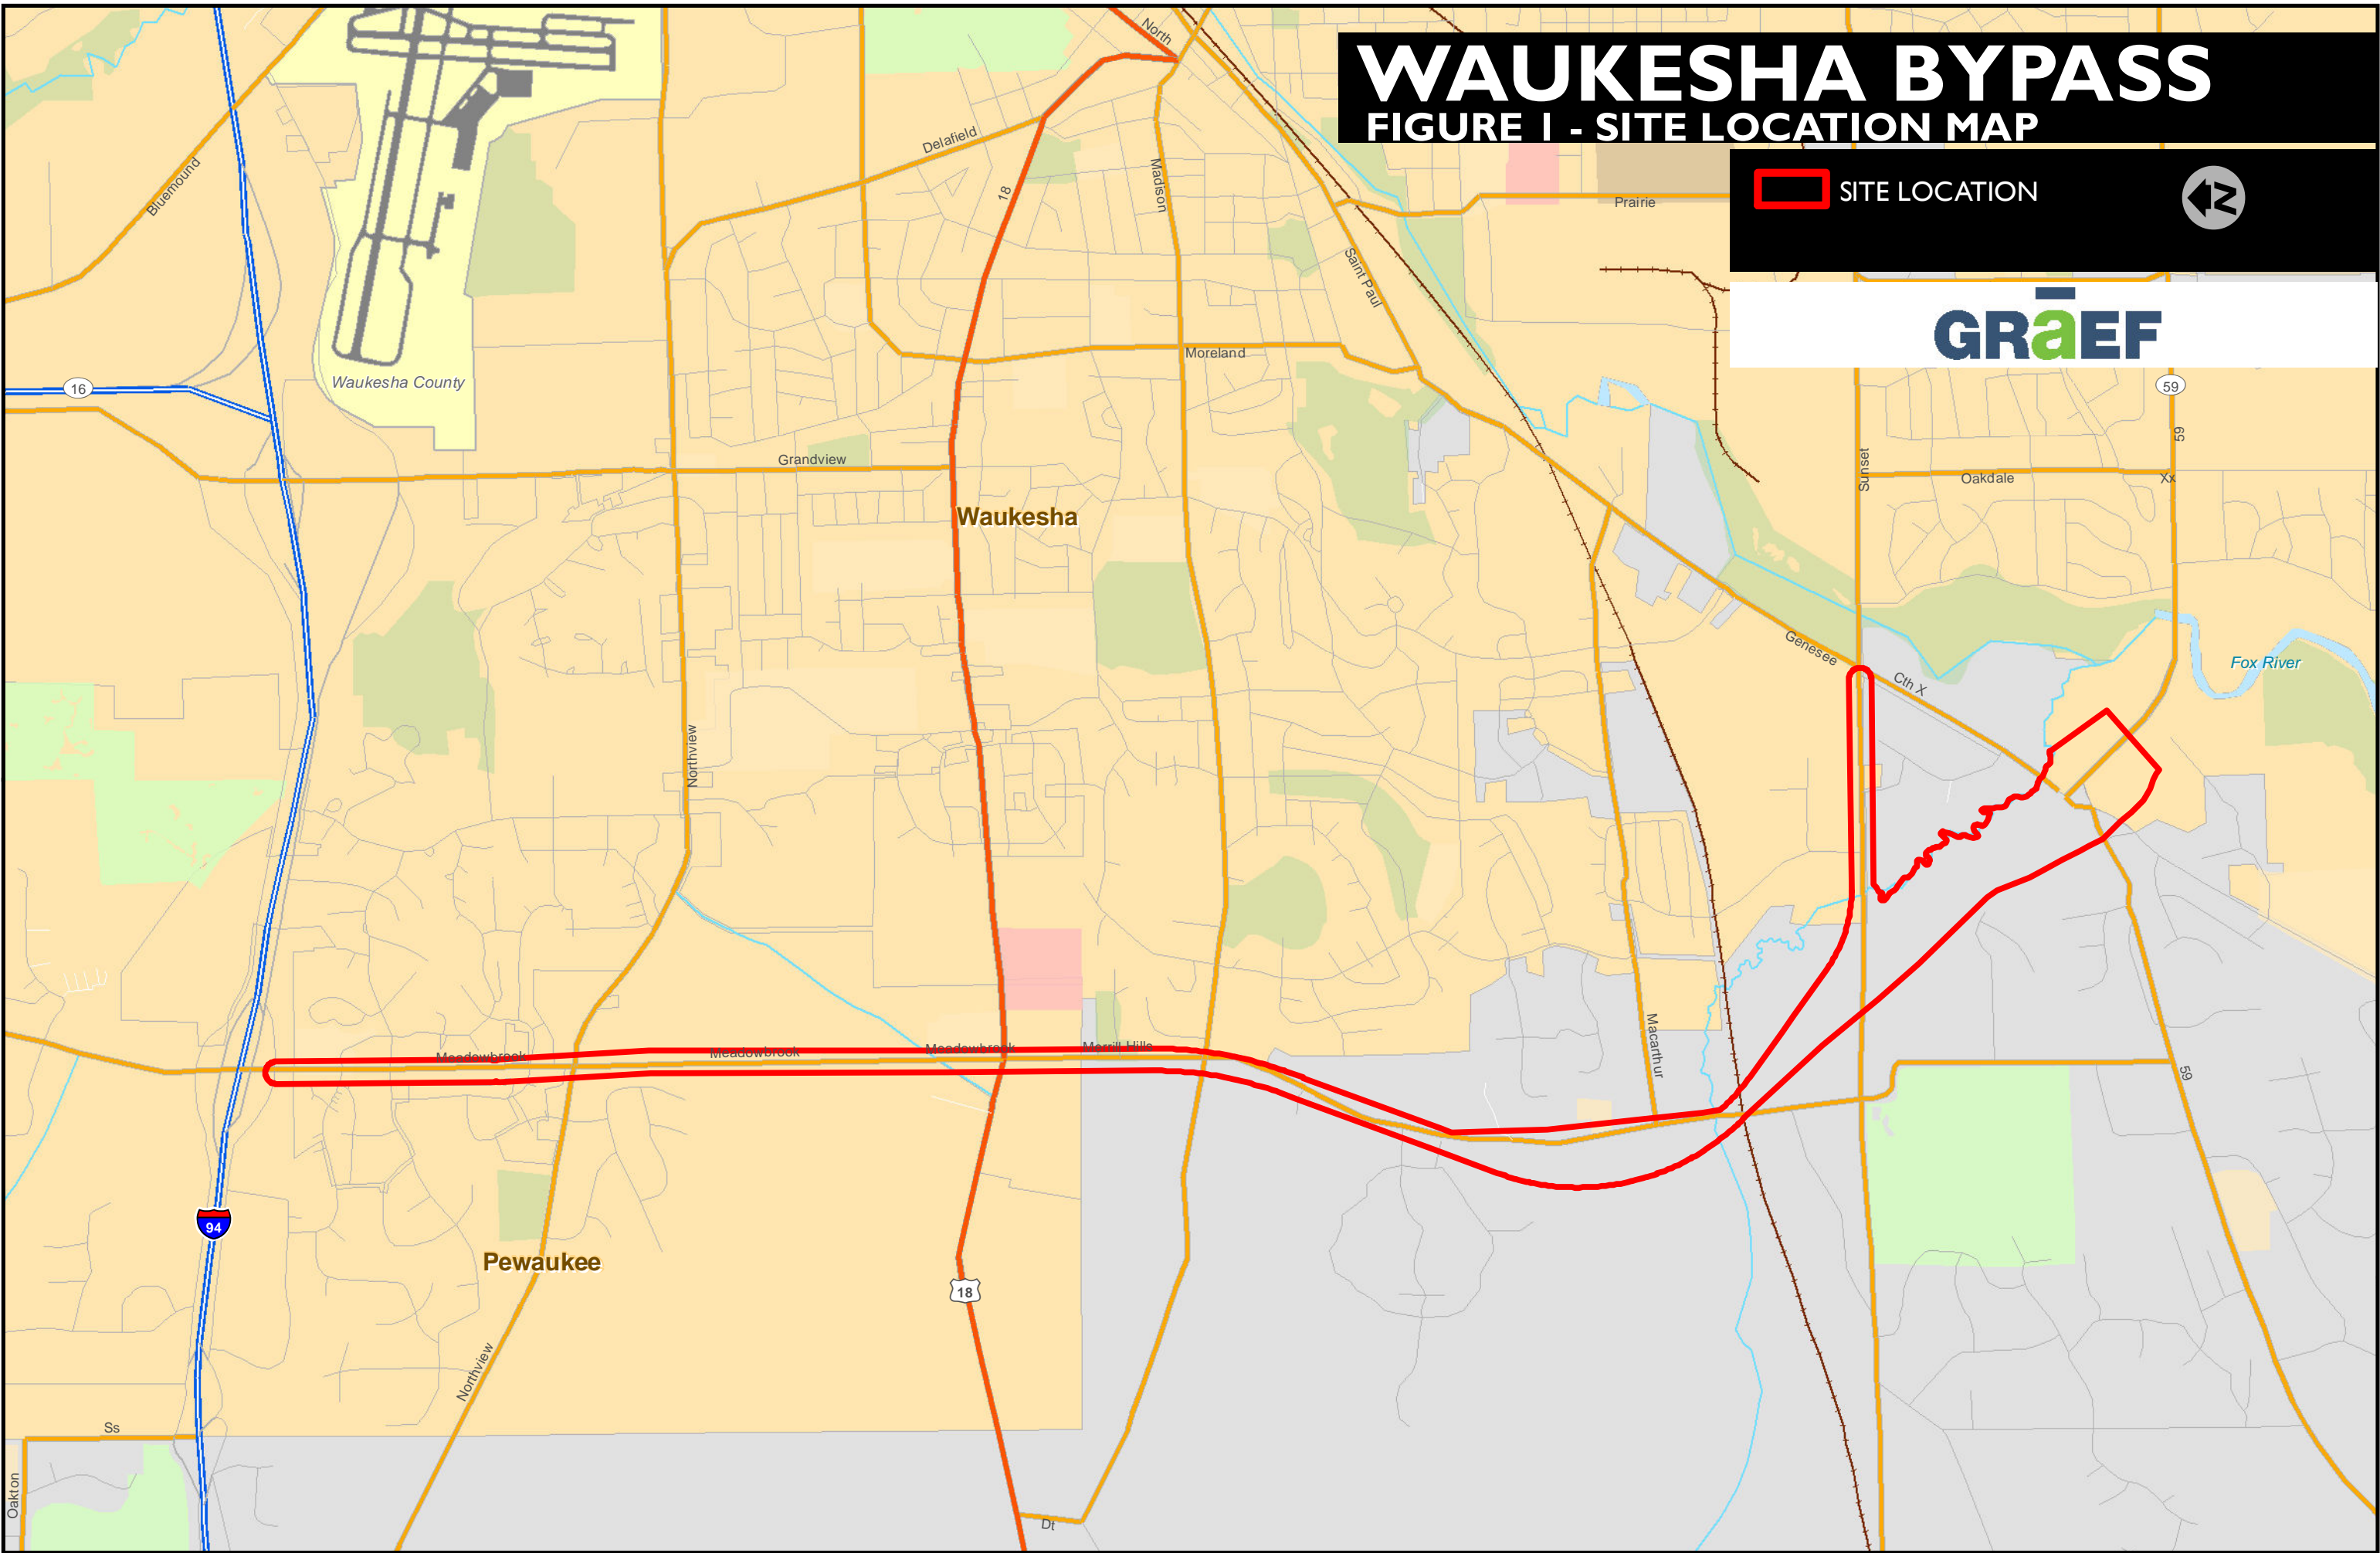 WAUKESHA BYPASS
FIGURE 1 - SITE LOCATION MAP
SITE LOCATION
N
GRaEF
North
Delafield
Bluemound
18
Madison
Prairie
Saint Paul
Moreland
16
Waukesha County
59
59
Grandview
Sunset
Oakdale
Xx
Waukesha
Genesee
Fox River
Cth X
Northview
Meadowbrook
Meadowbrook
Meadowbrook
Merrill Hills
Macarthur
59
94
Pewaukee
18
Northview
Ss
Oakton
Dt